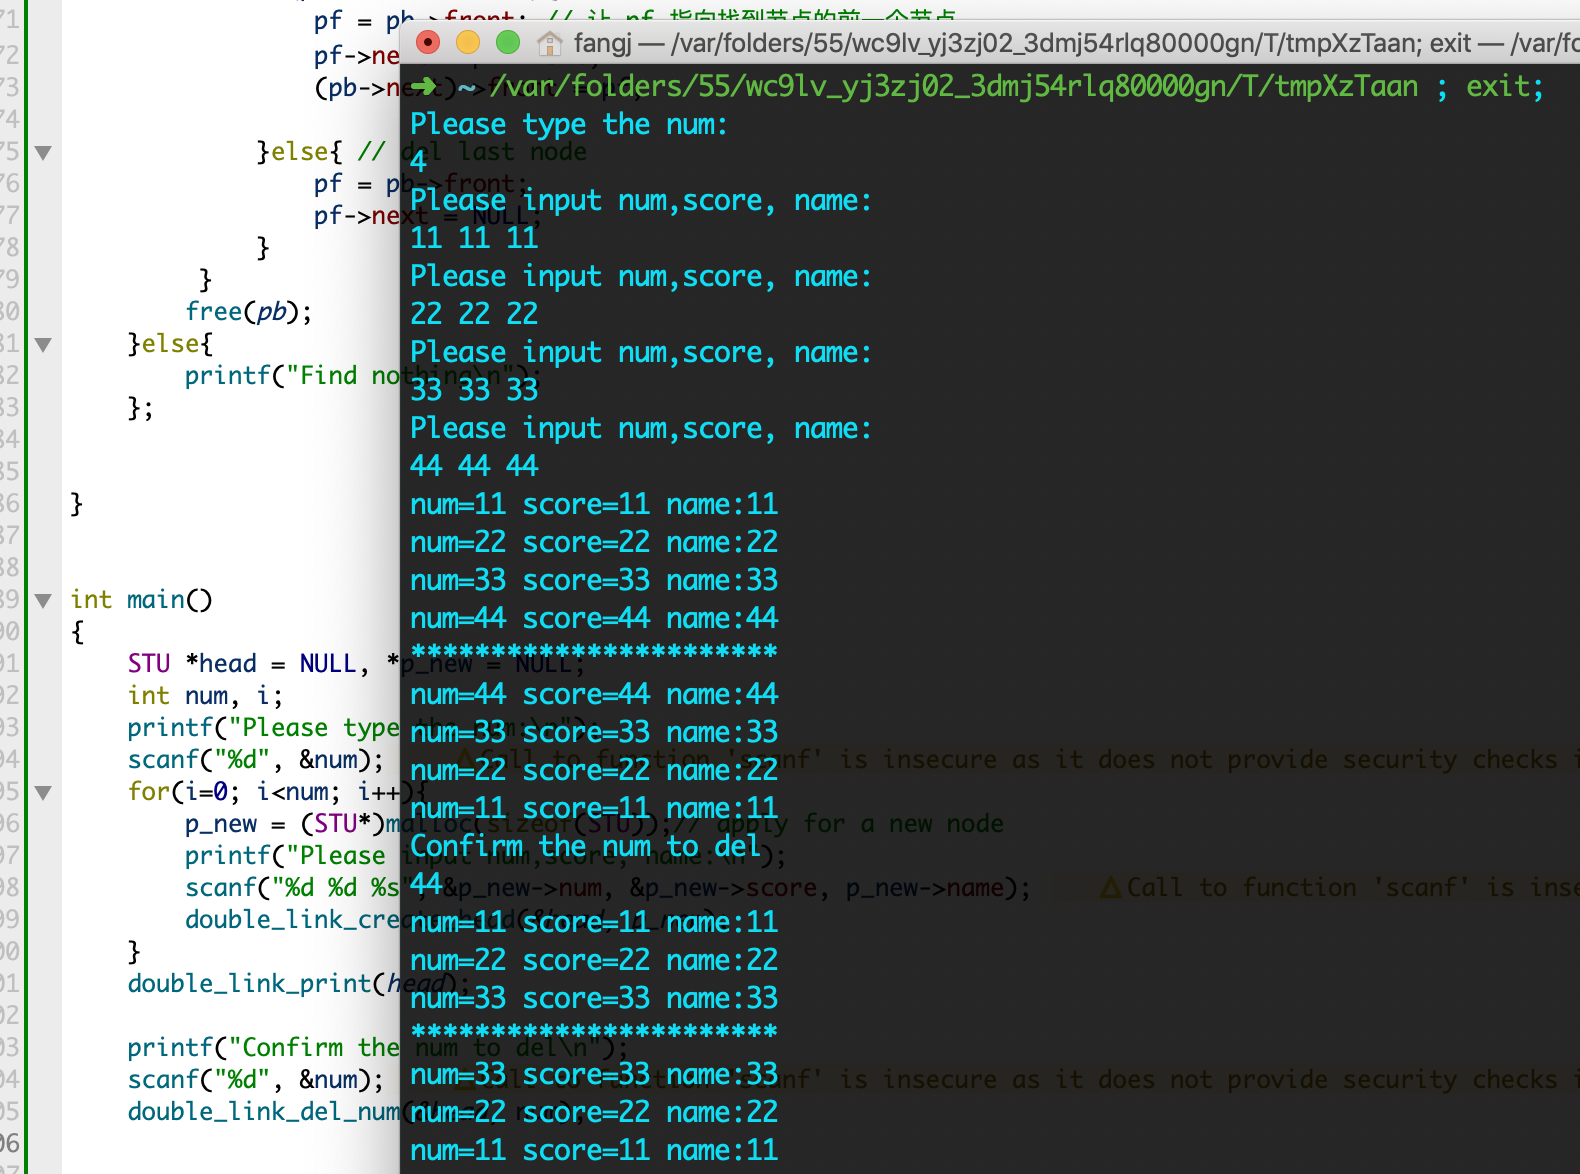 71 pf = pb->front; // 让 pf 指向找到节点的前一个节点
72 pf->ne
73 (pb->next)->front = pf;
74
75 }else{ // del last node
76 pf = pb->front;
77 pf->next = NULL;
78 }
79 }
80 free(pb);
81 }else{
82 printf("Find nothing\n");
83 };
84
85
86 }
87
88
89 int main()
90 {
91 STU *head = NULL, *p_new = NULL;
92 int num, i;
93 printf("Please type the num:\n");
94 scanf("%d", &num); Call to function 'scanf' is insecure as it does not provide security checks i
95 for(i=0; i<num; i++){
96 p_new = (STU*)malloc(sizeof(STU));// apply for a new node
97 printf("Please input num,score, name:\n");
98 scanf("%d %d %s", &p_new->num, &p_new->score, p_new->name); Call to function 'scanf' is inse
99 double_link_creat_head(&head, p_new);
00 }
01 double_link_print(head);
02
03 printf("Confirm the num to del\n");
04 scanf("%d", &num); Call to function 'scanf' is insecure as it does not provide security checks i
05 double_link_del_num(
06
fangj — /var/folders/55/wc9lv_yj3zj02_3dmj54rlq80000gn/T/tmpXzTaan; exit — /var/fo
➜ ~ /var/folders/55/wc9lv_yj3zj02_3dmj54rlq80000gn/T/tmpXzTaan ; exit;
Please type the num:
4
Please input num,score, name:
11 11 11
Please input num,score, name:
22 22 22
Please input num,score, name:
33 33 33
Please input num,score, name:
44 44 44
num=11 score=11 name:11
num=22 score=22 name:22
num=33 score=33 name:33
num=44 score=44 name:44
***********************
num=44 score=44 name:44
num=33 score=33 name:33
num=22 score=22 name:22
num=11 score=11 name:11
Confirm the num to del
44
num=11 score=11 name:11
num=22 score=22 name:22
num=33 score=33 name:33
***********************
num=33 score=33 name:33
num=22 score=22 name:22
num=11 score=11 name:11